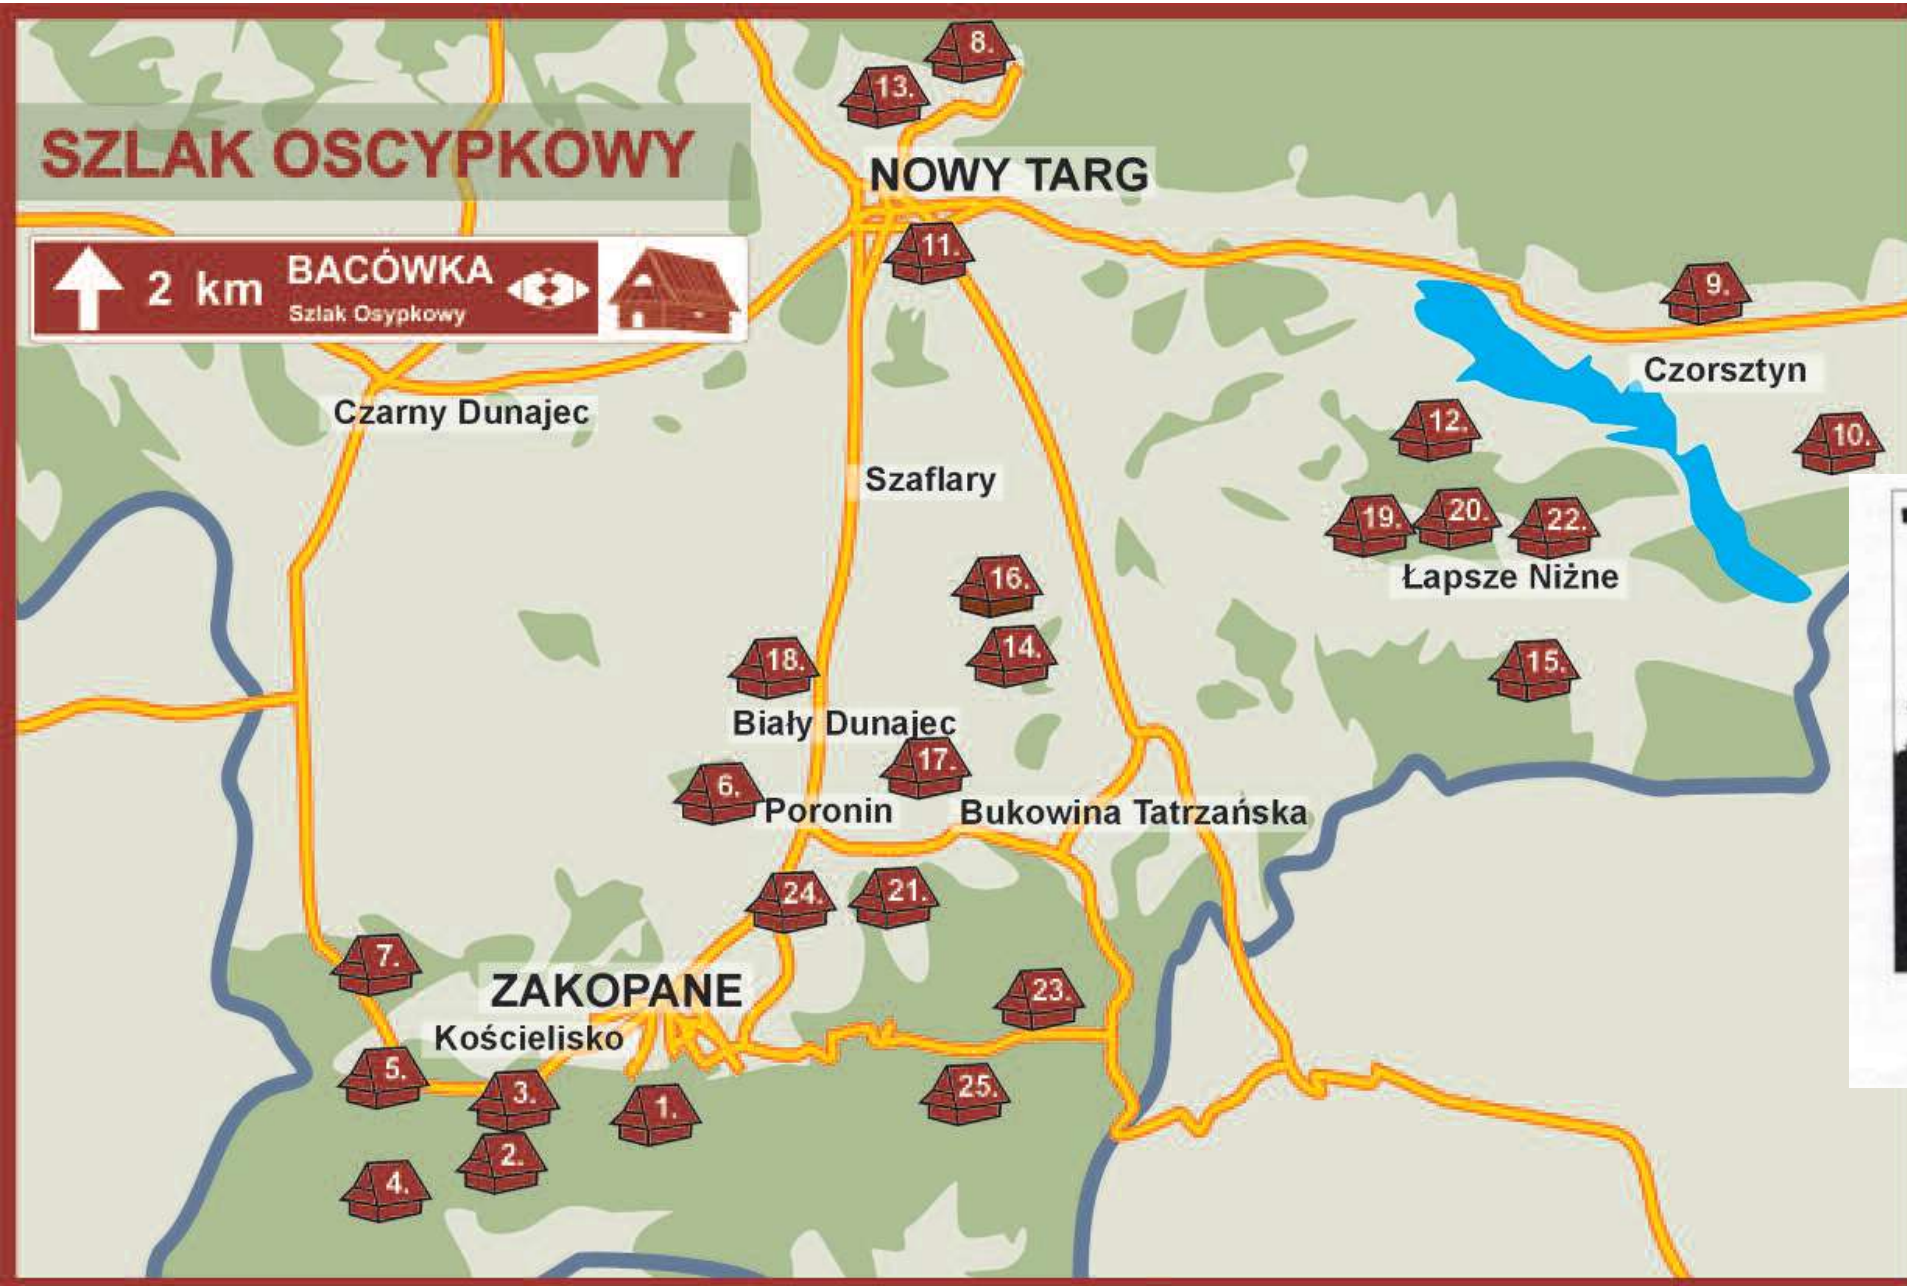 8.
13.
SZLAK OSCYPKOWY
NOWY TARG
11.
2 km BACÓWKA
Szlak Osypkowy
9.
Czorsztyn
Czarny Dunajec
12.
10.
Szaflary
19.
20.
22.
Łapsze Niżne
16.
14.
18.
15.
Biały Dunajec
17.
6.
Poronin
Bukowina Tatrzańska
24.
21.
7.
ZAKOPANE
23.
Kościelisko
5.
3.
1.
25.
2.
4.